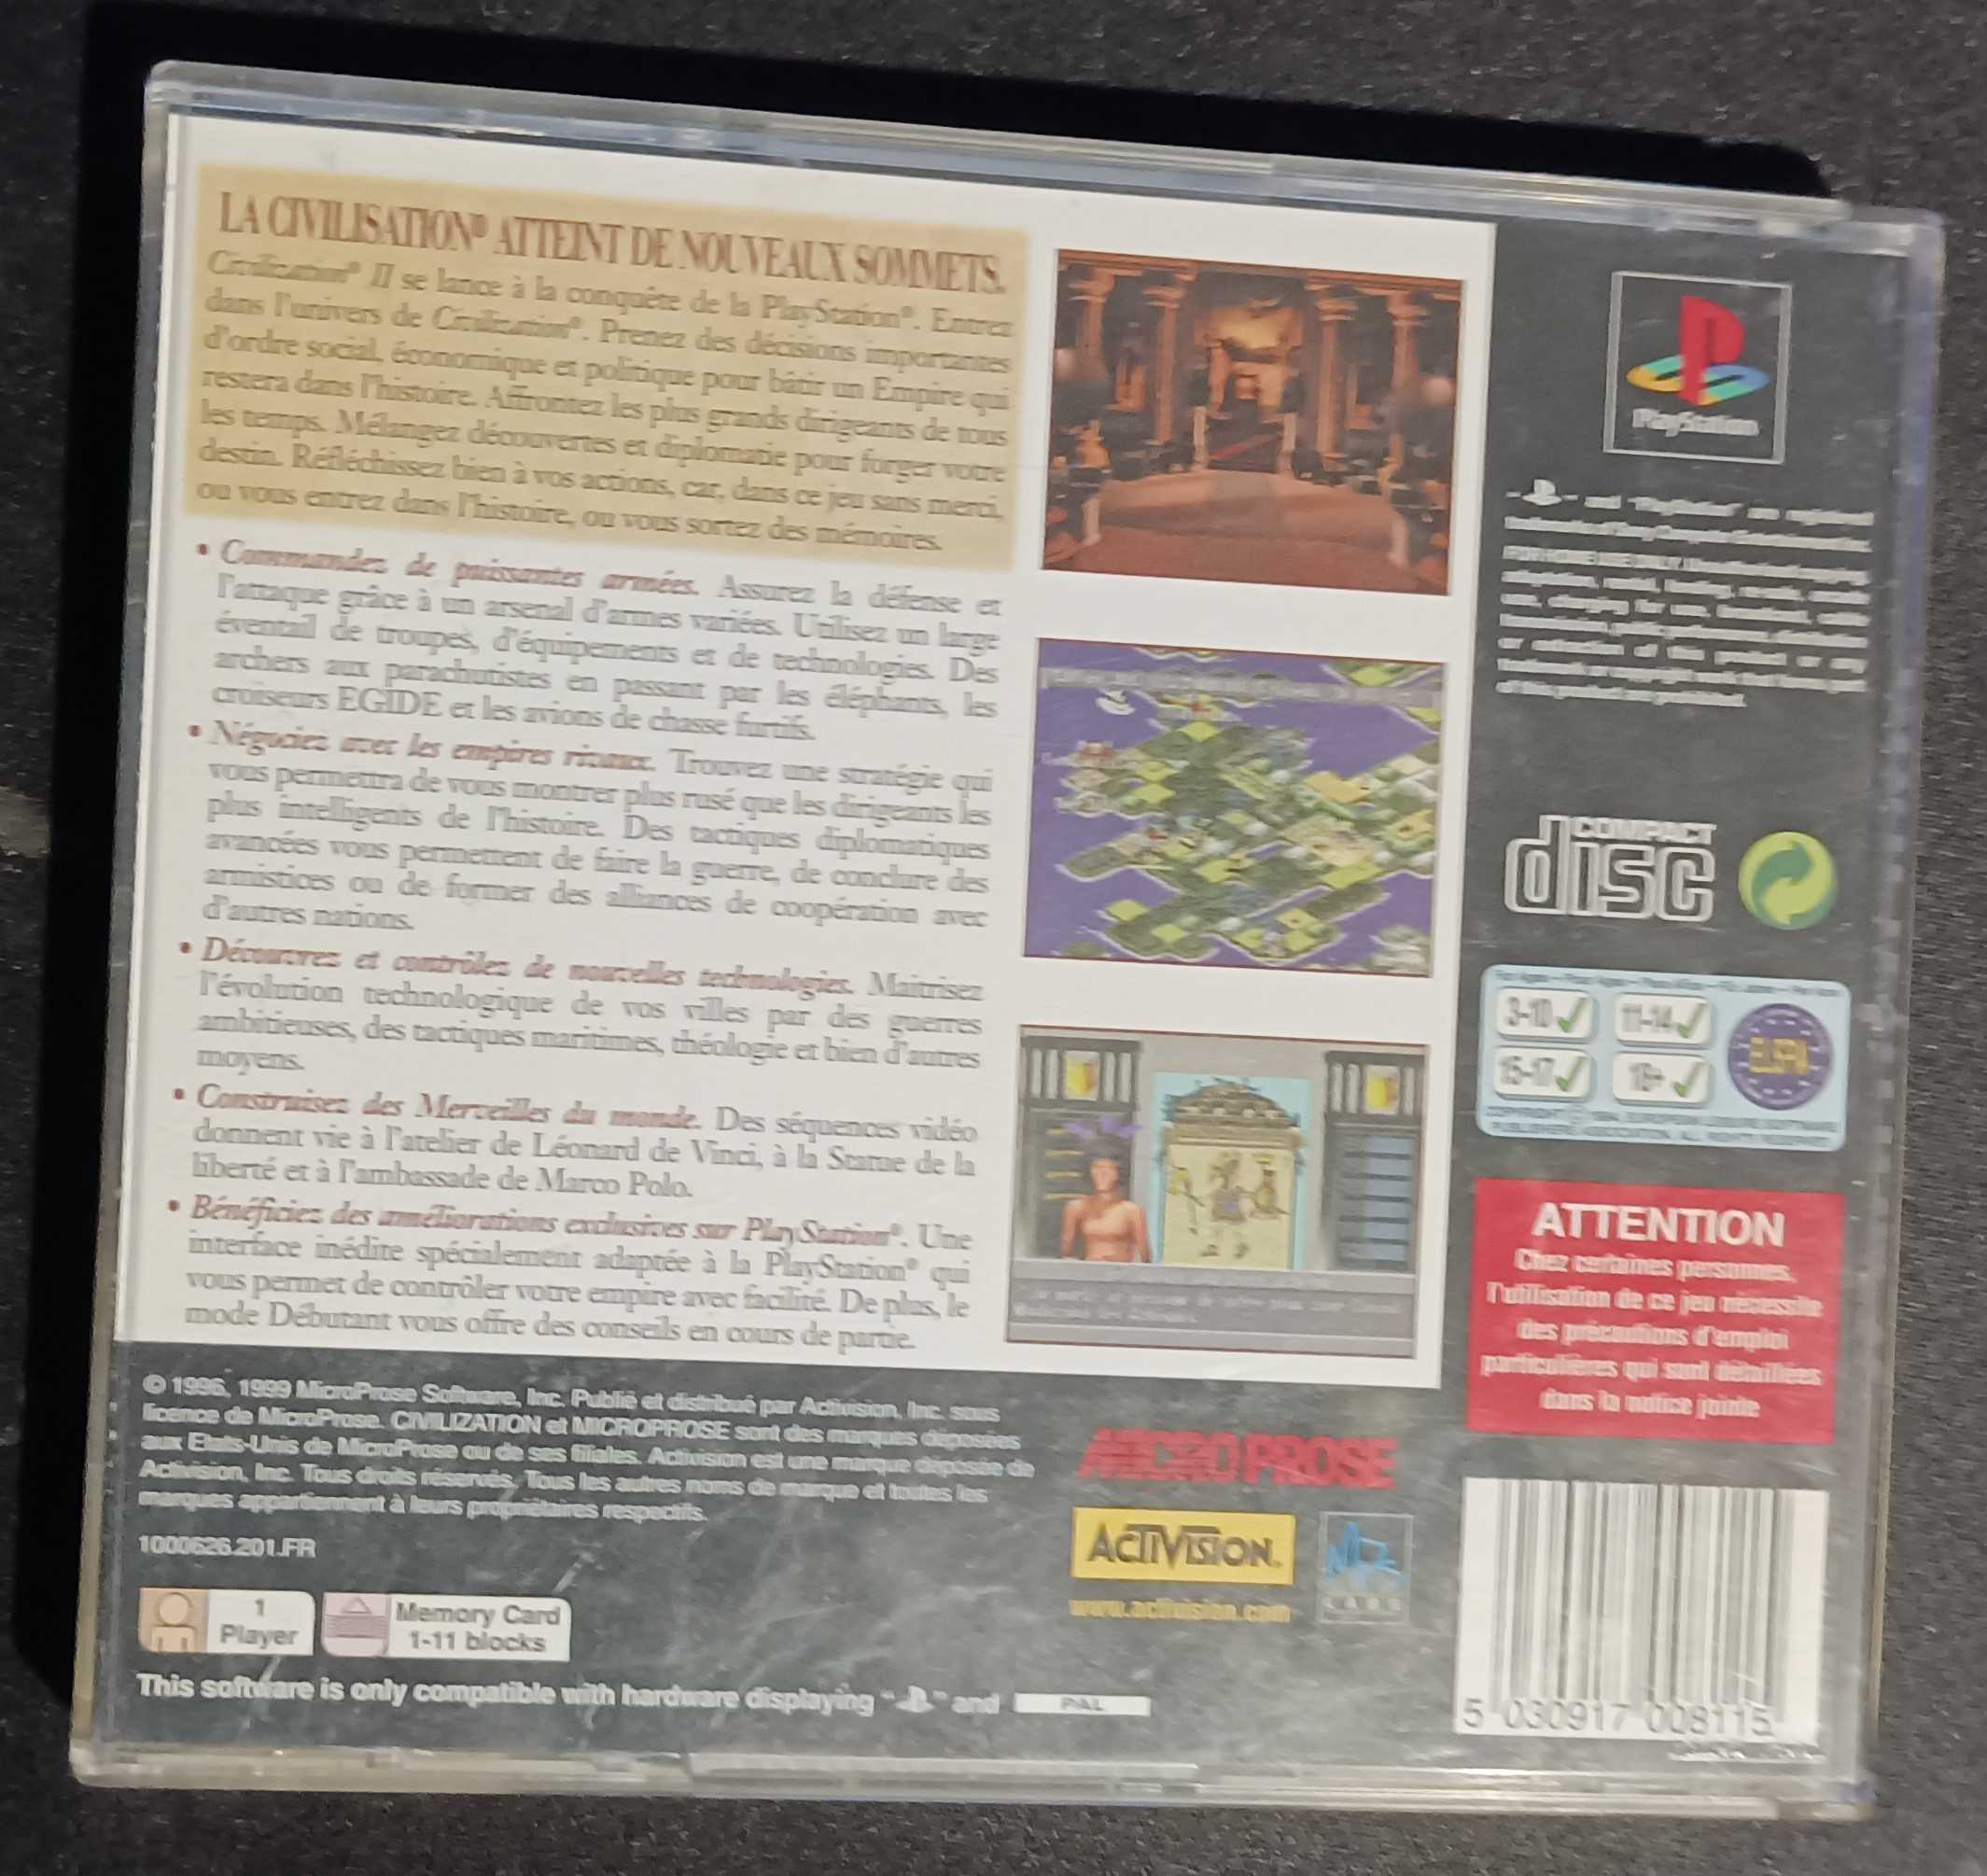 LA CIVILISATION® ATTEINT DE NOUVEAUX SOMMETS.
Civilization® II se lance à la conquête de la PlayStation®. Entrez
dans l'univers de Civilization®. Prenez des décisions importantes
d'ordre social, économique et politique pour bâtir un Empire qui
restera dans l'histoire. Affrontez les plus grands dirigeants de tous
les temps. Mélangez découvertes et diplomatie pour forger votre
destin. Réfléchissez bien à vos actions, car, dans ce jeu sans merci,
ou vous entrez dans l'histoire, ou vous sortez des mémoires.
• Commandez de puissantes armées. Assurez la défense et
l'attaque grâce à un arsenal d'armes variées. Utilisez un large
éventail de troupes, d'équipements et de technologies. Des
archers aux parachutistes en passant par les éléphants, les
croiseurs EGIDE et les avions de chasse furtifs.
• Négociez avec les empires rivaux. Trouvez une stratégie qui
vous permettra de vous montrer plus rusé que les dirigeants les
plus intelligents de l'histoire. Des tactiques diplomatiques
avancées vous permettent de faire la guerre, de conclure des
armistices ou de former des alliances de coopération avec
d'autres nations.
• Découvrez et contrôlez de nouvelles technologies. Maitrisez
l'évolution technologique de vos villes par des guerres
ambitieuses, des tactiques maritimes, théologie et bien d'autres
moyens.
• Construisez des Merveilles du monde. Des séquences vidéo
donnent vie à l'atelier de Léonard de Vinci, à la Statue de la
liberté et à l'ambassade de Marco Polo.
• Bénéficiez des améliorations exclusives sur PlayStation®. Une
interface inédite spécialement adaptée à la PlayStation® qui
vous permet de contrôler votre empire avec facilité. De plus, le
mode Débutant vous offre des conseils en cours de partie.
© 1996, 1999 MicroProse Software, Inc. Publié et distribué par Activision, Inc. sous
licence de MicroProse. CIVILIZATION et MICROPROSE sont des marques déposées
aux Etats-Unis de MicroProse ou de ses filiales. Activision est une marque déposée de
Activision, Inc. Tous droits réservés. Tous les autres noms de marque et toutes les
marques appartiennent à leurs propriétaires respectifs.
1000626.201.FR
1
Player
Memory Card
1-11 blocks
This software is only compatible with hardware displaying " " and PAL
MICROPROSE
ACTIVISION.
www.activision.com
PlayStation
COMPACT
disc
3-10
11-14
15-17
18+
ELSPA
ATTENTION
Chez certaines personnes,
l'utilisation de ce jeu nécessite
des précautions d'emploi
particulières qui sont détaillées
dans la notice jointe
5 030917 008115